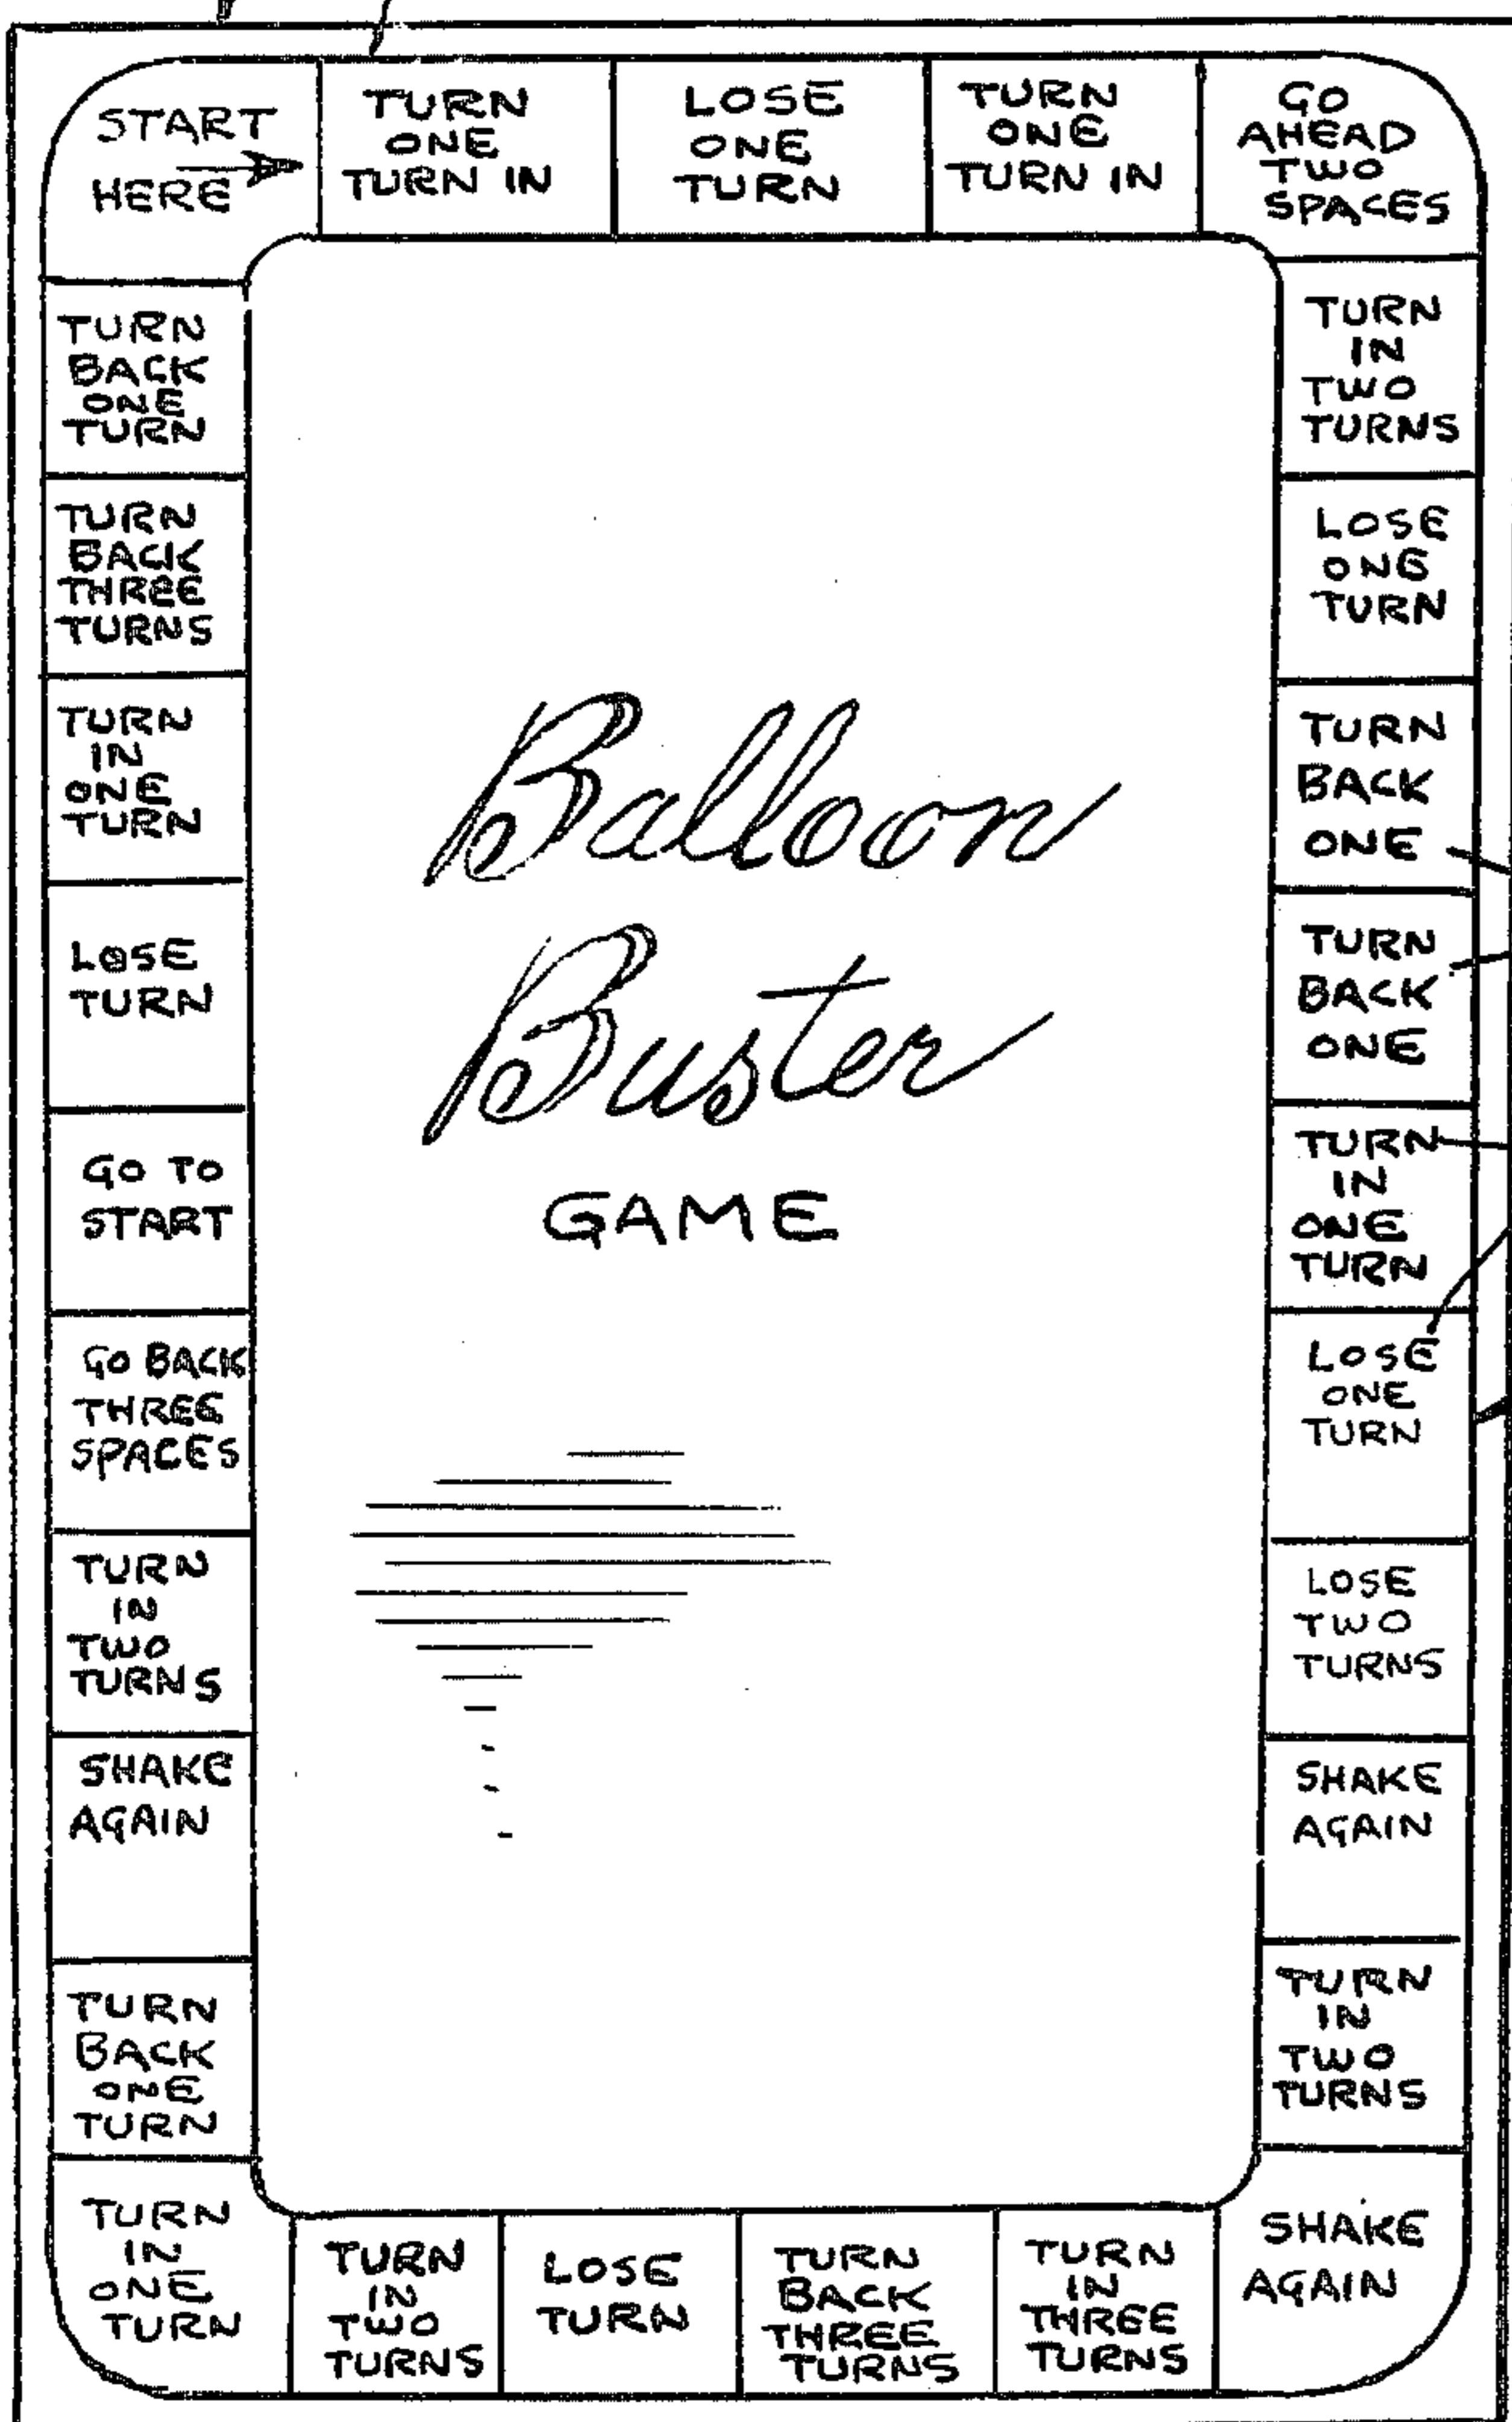 START
HERE
TURN
ONE
TURN IN
LOSE
ONE
TURN
TURN
ONE
TURN IN
GO
AHEAD
TWO
SPACES
TURN
IN
TWO
TURNS
LOSE
ONE
TURN
TURN
BACK
ONE
TURN
BACK
ONE
TURN
IN
ONE
TURN
LOSE
ONE
TURN
LOSE
TWO
TURNS
SHAKE
AGAIN
TURN
IN
TWO
TURNS
SHAKE
AGAIN
TURN
IN
THREE
TURNS
TURN
BACK
THREE
TURNS
LOSE
TURN
TURN
IN
TWO
TURNS
TURN
IN
ONE
TURN
TURN
BACK
ONE
TURN
SHAKE
AGAIN
TURN
IN
TWO
TURNS
GO BACK
THREE
SPACES
GO TO
START
LOSE
TURN
TURN
IN
ONE
TURN
TURN
BACK
THREE
TURNS
TURN
BACK
ONE
TURN
Balloon
Buster
GAME